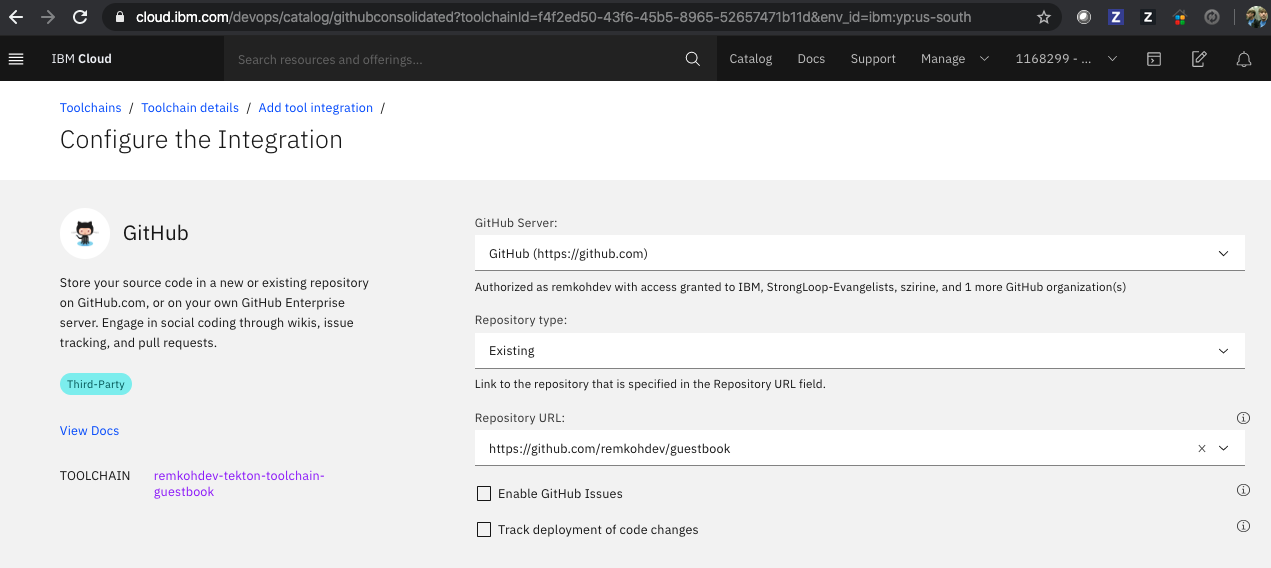 cloud.ibm.com/devops/catalog/githubconsolidated?toolchainId=f4f2ed50-43f6-45b5-8965-52657471b11d&env_id=ibm:yp:us-south
Z Z
IBM Cloud Search resources and offerings... Catalog Docs Support Manage 1168299 - ...
Toolchains / Toolchain details / Add tool integration /
Configure the Integration
GitHub
Store your source code in a new or existing repository
on GitHub.com, or on your own GitHub Enterprise
server. Engage in social coding through wikis, issue
tracking, and pull requests.
Third-Party
View Docs
TOOLCHAIN remkohdev-tekton-toolchain-
guestbook
GitHub Server:
GitHub (https://github.com)
Authorized as remkohdev with access granted to IBM, StrongLoop-Evangelists, szirine, and 1 more GitHub organization(s)
Repository type:
Existing
Link to the repository that is specified in the Repository URL field.
Repository URL:
https://github.com/remkohdev/guestbook
Enable GitHub Issues
Track deployment of code changes